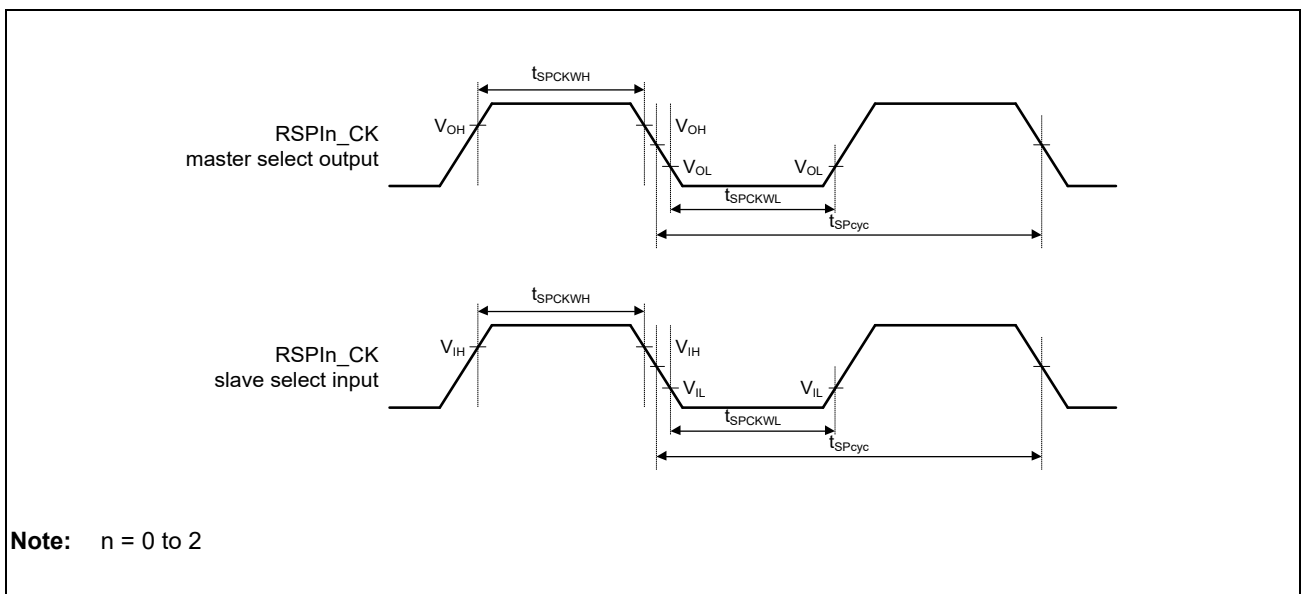 tSPCKWH
RSPIn_CK
master select output
VOH
VOH
VOL
VOL
tSPCKWL
tSPcyc
tSPCKWH
RSPIn_CK
slave select input
VIH
VIH
VIL
VIL
tSPCKWL
tSPcyc
Note: n = 0 to 2